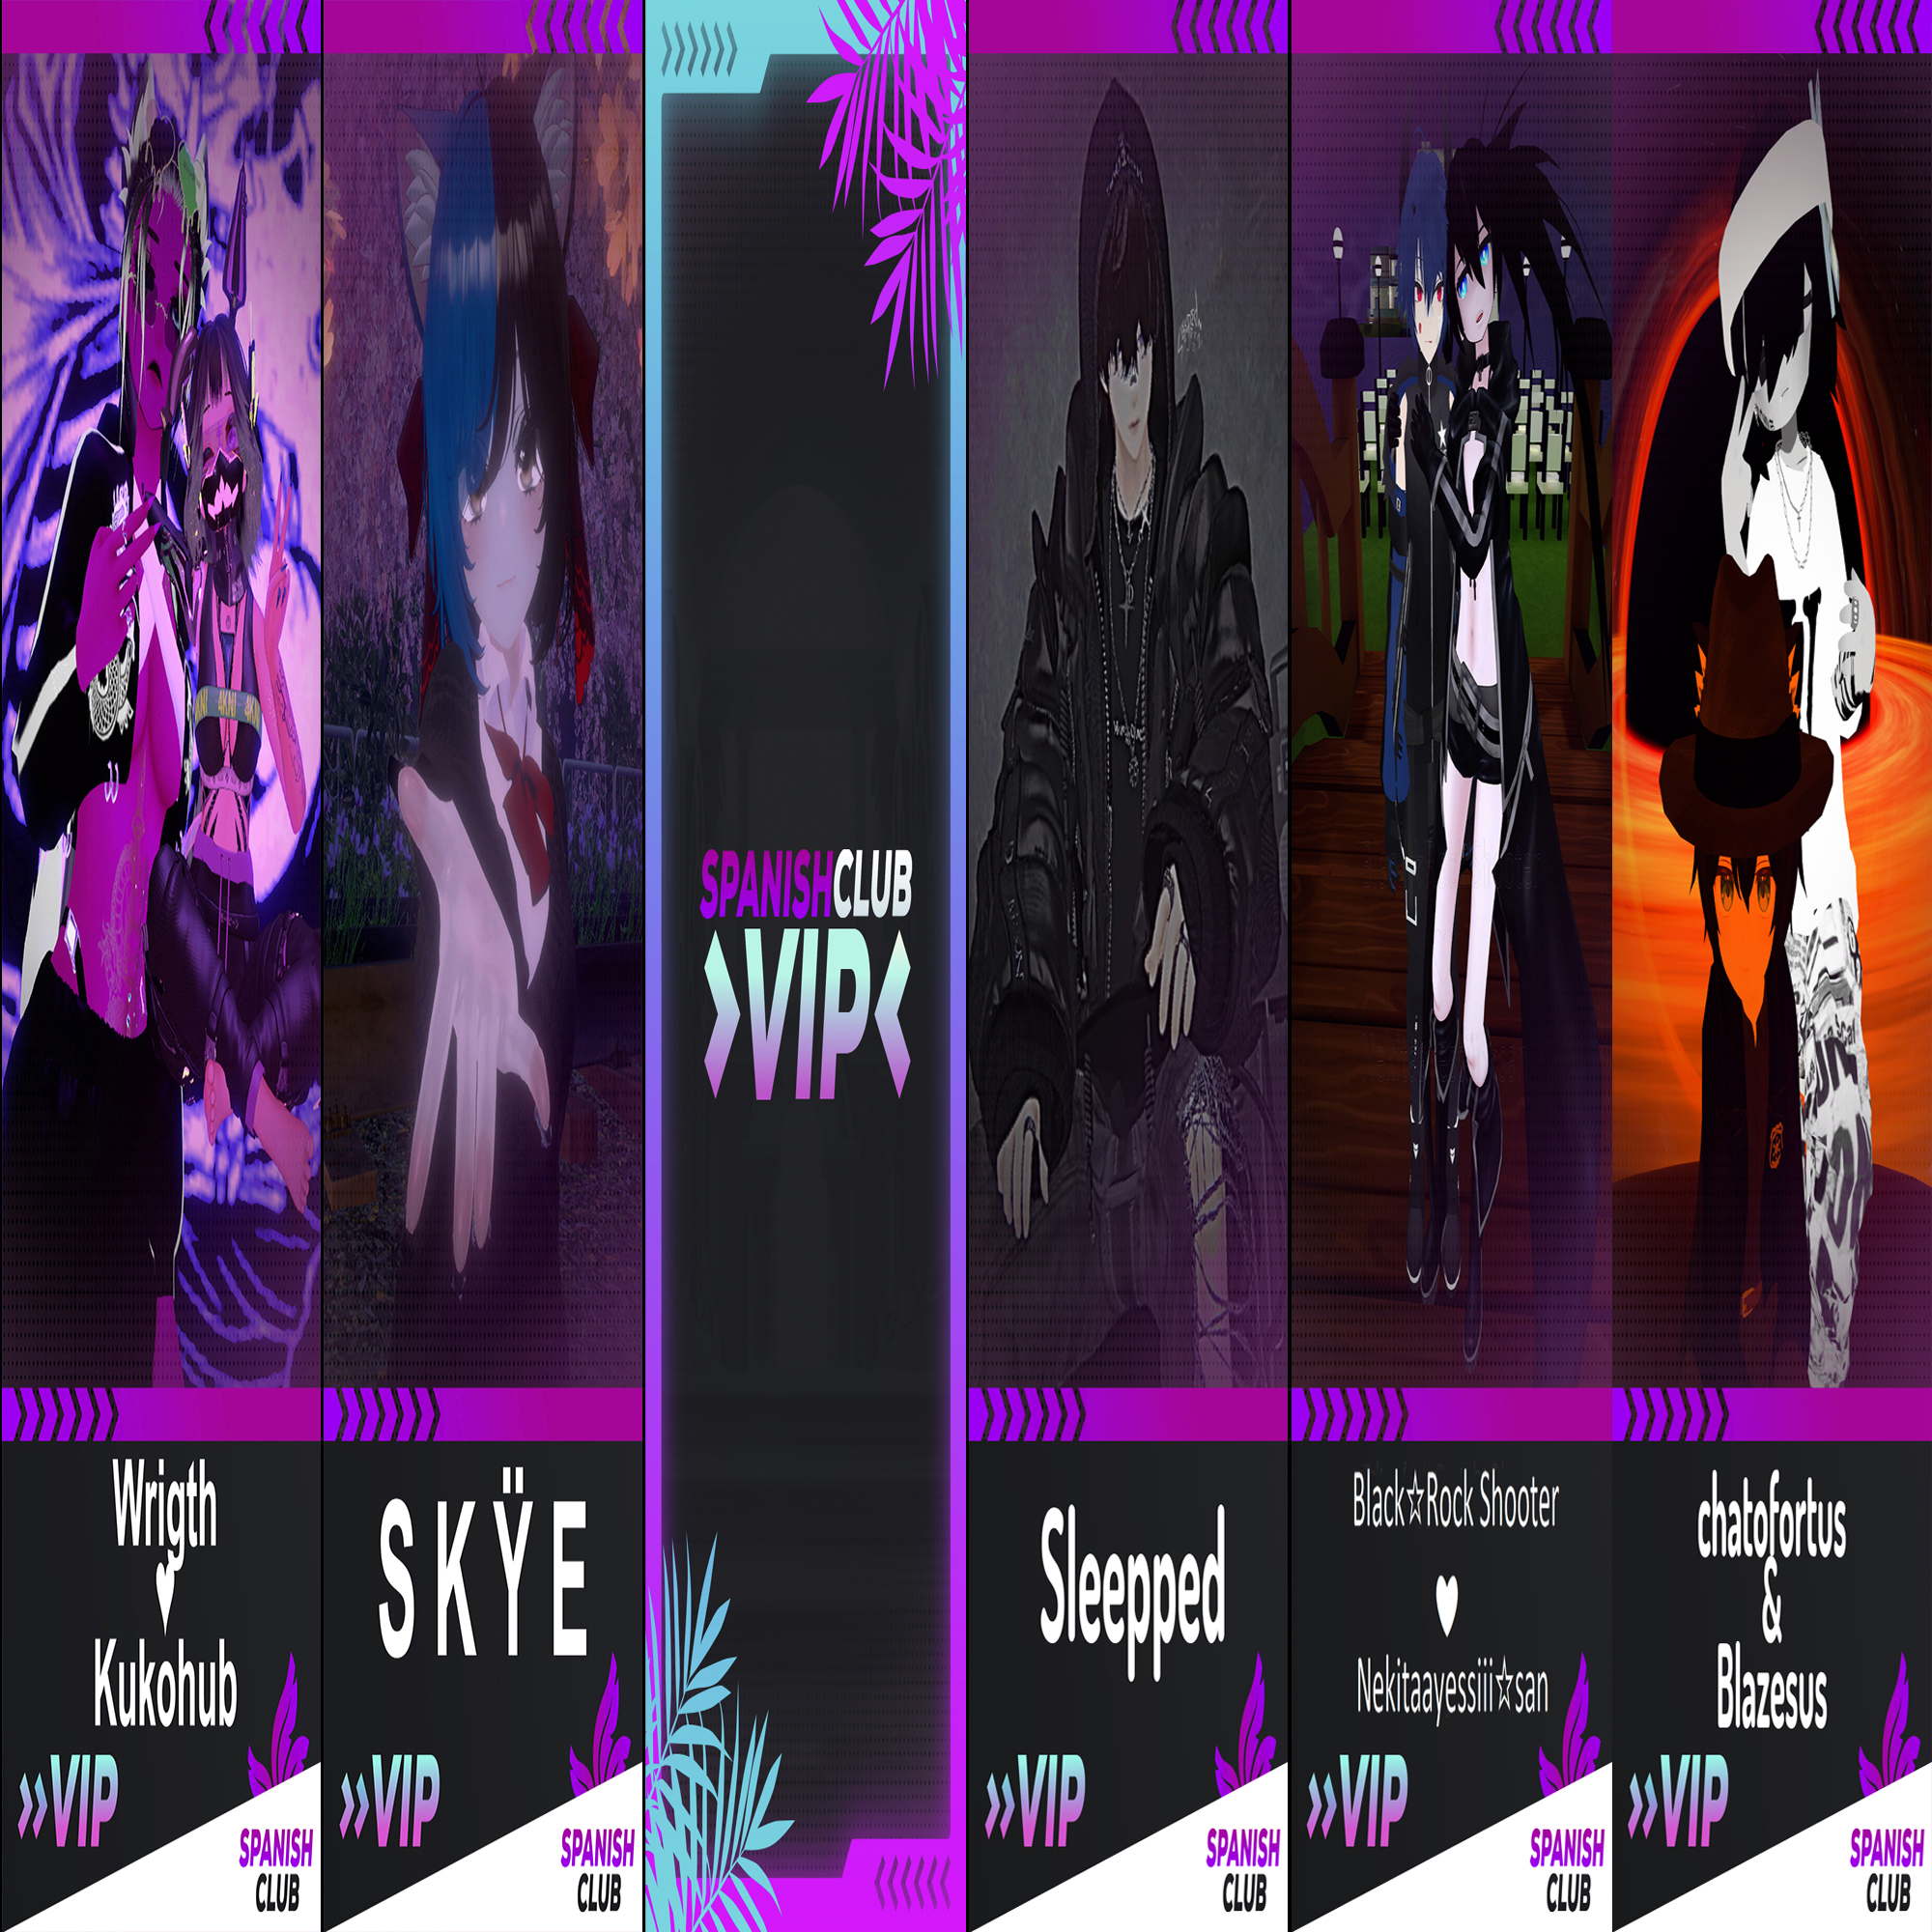 Wrigth
♥
Kukohub
VIP
SPANISH
CLUB
SKŸE
VIP
SPANISH
CLUB
SPANISHCLUB
VIP
Sleepped
VIP
SPANISH
CLUB
Black☆Rock Shooter
♥
Nekitaayessiii☆san
VIP
SPANISH
CLUB
chatofortus
&
Blazesus
VIP
SPANISH
CLUB